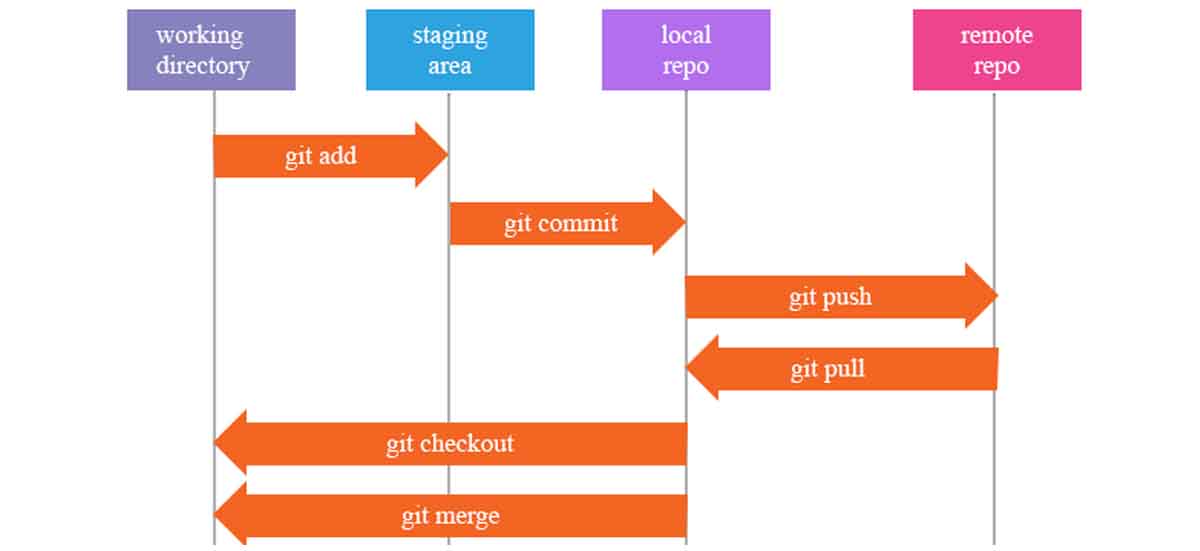 working
directory
staging
area
local
repo
remote
repo
git add
git commit
git push
git pull
git checkout
git merge